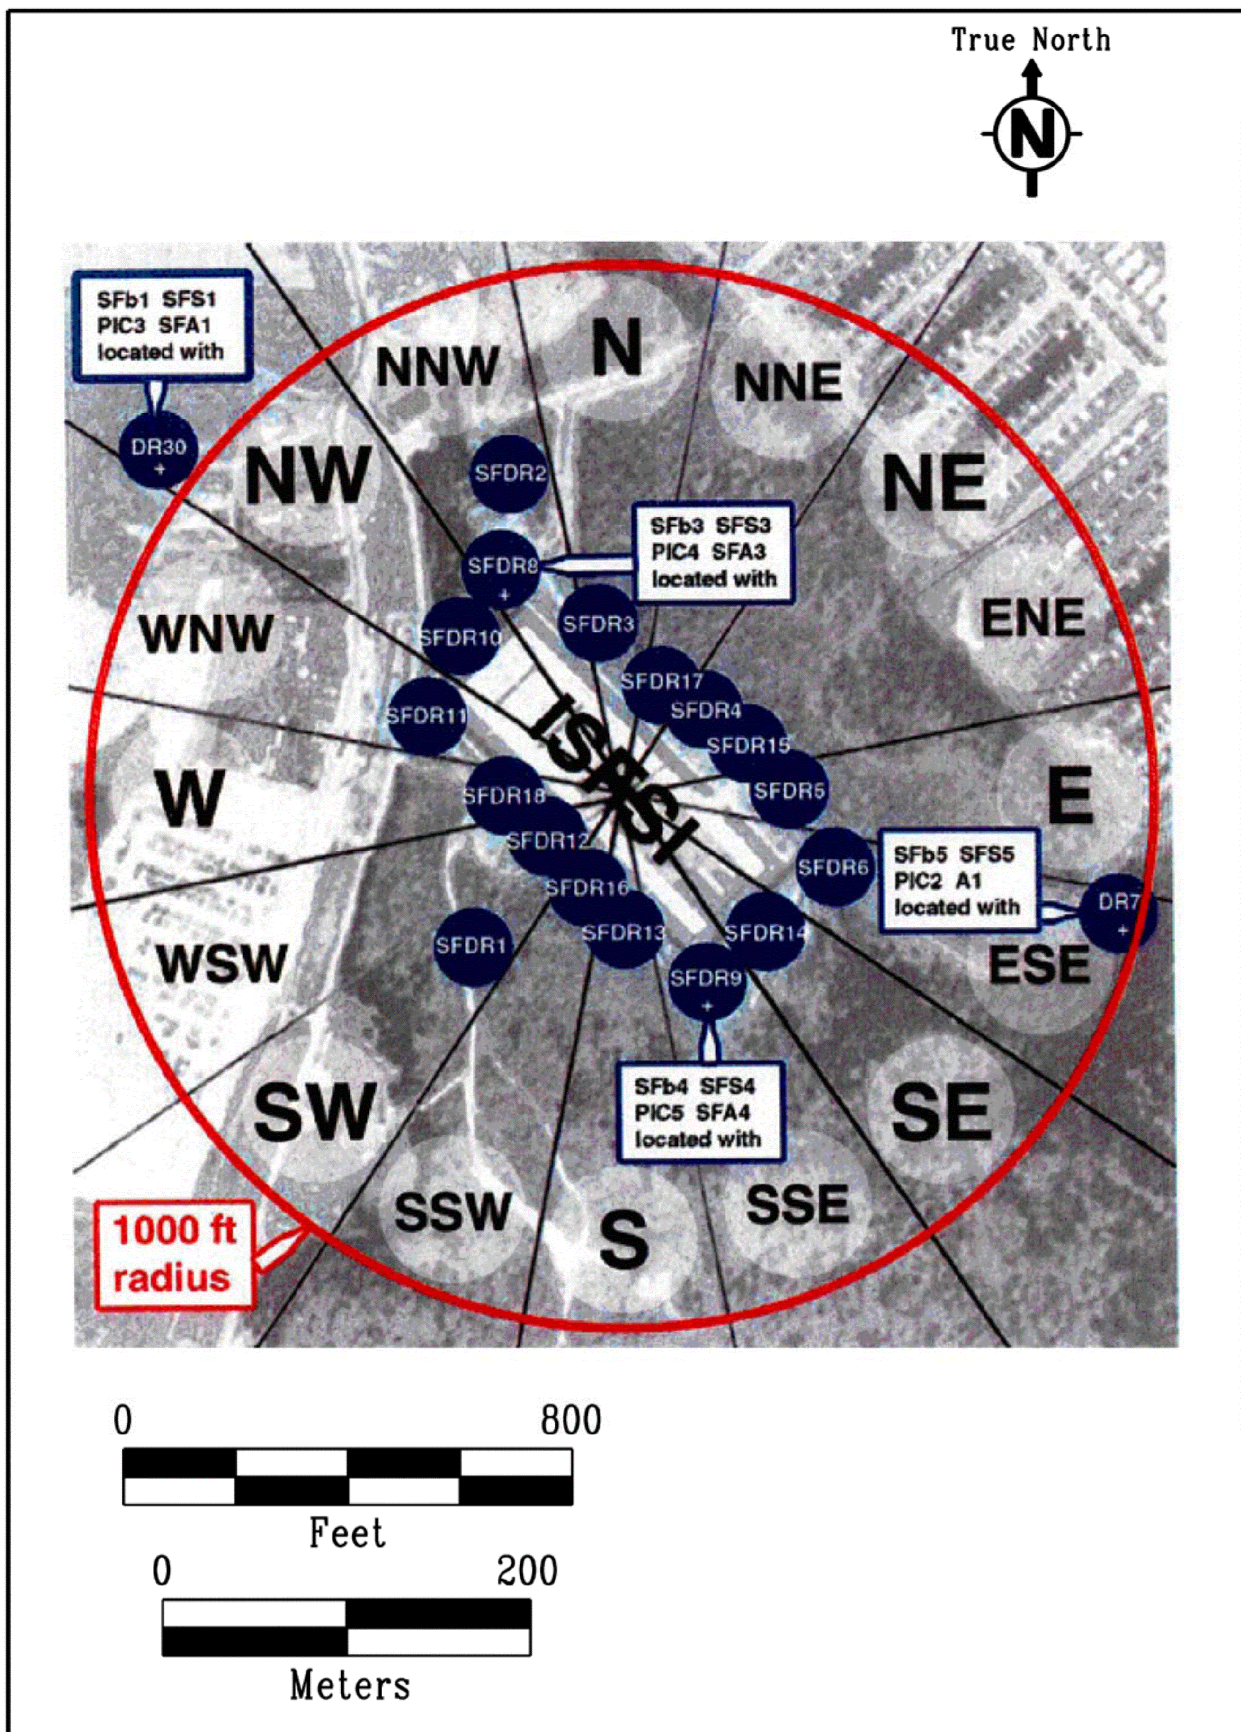 True North
N
SFb1 SFS1
PIC3 SFA1
located with
DR30
+
N
NNW
NNE
NW
NE
SFDR2
SFb3 SFS3
PIC4 SFA3
located with
SFDR8
+
WNW
SFDR10
SFDR3
ENE
SFDR17
SFDR4
SFDR11
SFDR15
W
SFDR18
SFDR5
E
SFDR12
SFDR6
SFb5 SFS5
PIC2 A1
located with
SFDR16
DR7
+
SFDR1
SFDR13
SFDR14
WSW
ESE
SFDR9
+
SFb4 SFS4
PIC5 SFA4
located with
SW
SE
SSW
S
SSE
1000 ft
radius
0 800
Feet
0 200
Meters